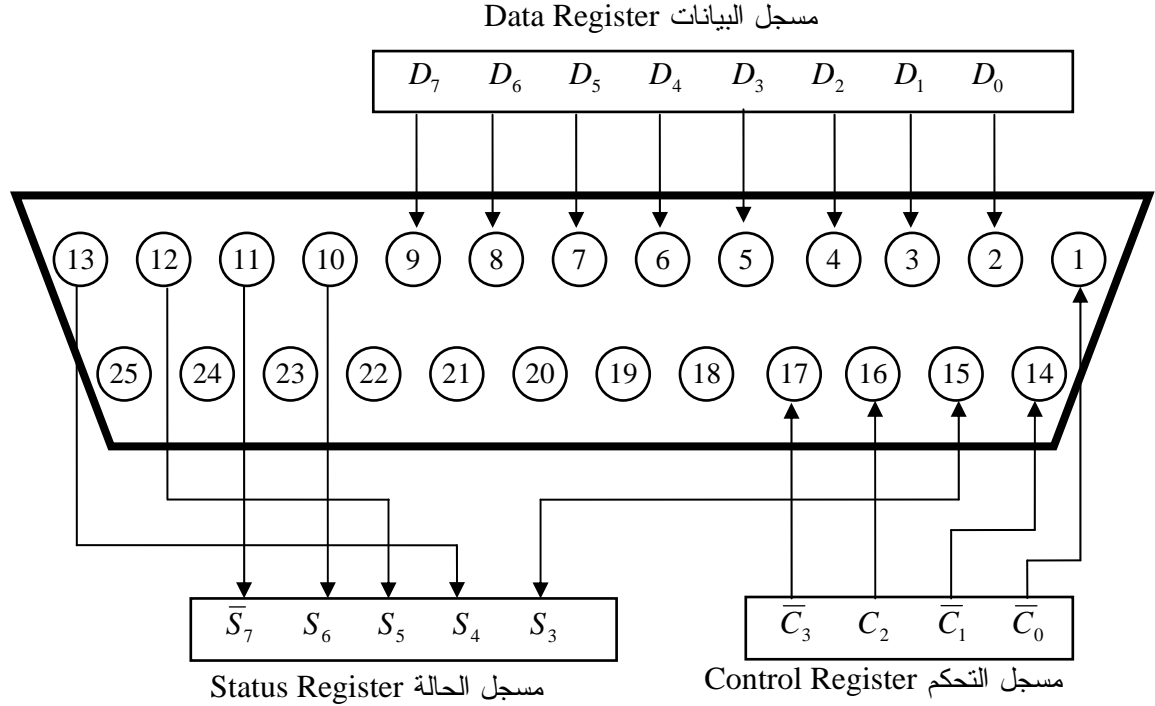 مسجل البيانات Data Register
D₇ D₆ D₅ D₄ D₃ D₂ D₁ D₀
13 12 11 10 9 8 7 6 5 4 3 2 1
25 24 23 22 21 20 19 18 17 16 15 14
S̅₇ S₆ S₅ S₄ S₃
C̅₃ C₂ C̅₁ C̅₀
مسجل الحالة Status Register
مسجل التحكم Control Register